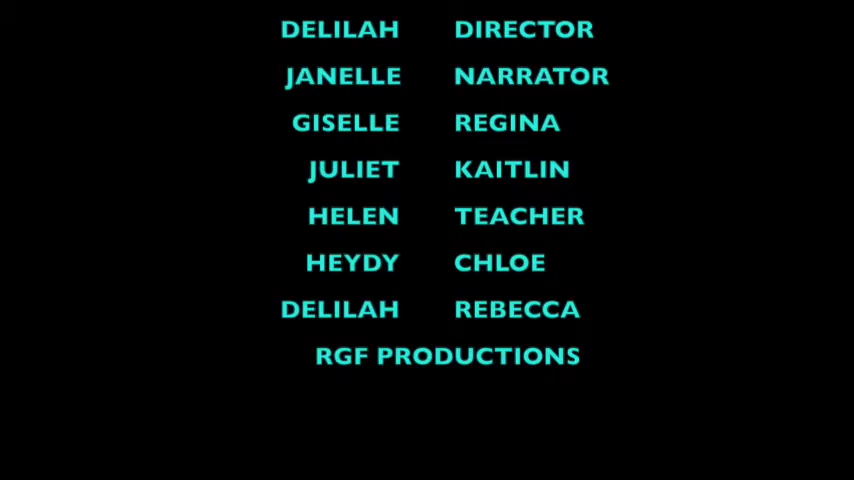 DELILAH DIRECTOR
JANELLE NARRATOR
GISELLE REGINA
JULIET KAITLIN
HELEN TEACHER
HEYDY CHLOE
DELILAH REBECCA
RGF PRODUCTIONS